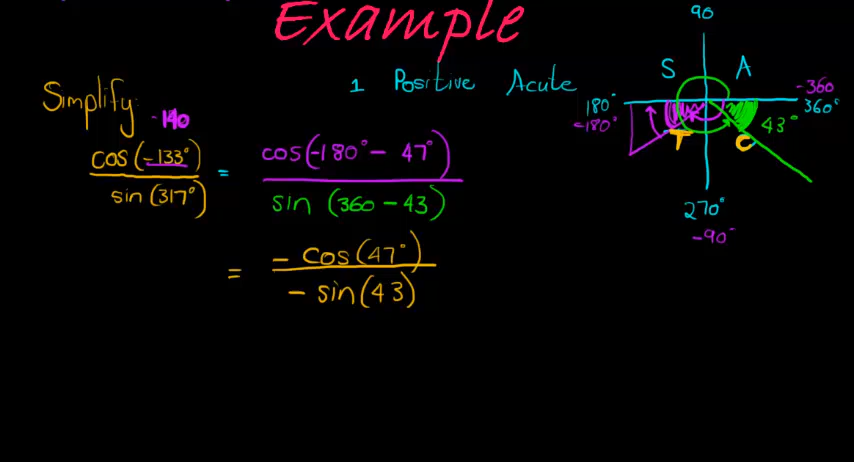 Example
Simplify
1 Positive Acute
-140
cos(-133°) / sin(317°) = cos(-180° - 47°) / sin (360 - 43)
= - cos(47°) / - sin(43)
90
S A
180° -360
-180° 360°
43°
T C
270°
-90°